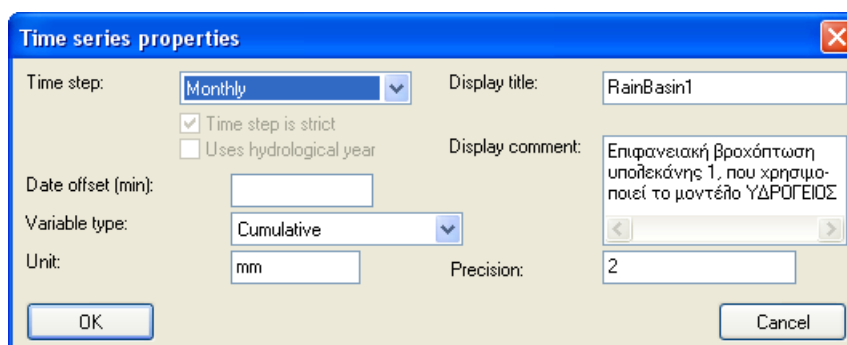 Time series properties
Time step:
Monthly
Time step is strict
Uses hydrological year
Date offset (min):
Variable type:
Cumulative
Unit:
mm
Display title:
RainBasin1
Display comment:
Επιφανειακή βροχόπτωση
υπολεκάνης 1, που χρησιμο-
ποιεί το μοντέλο ΥΔΡΟΓΕΙΟΣ
Precision:
2
OK
Cancel